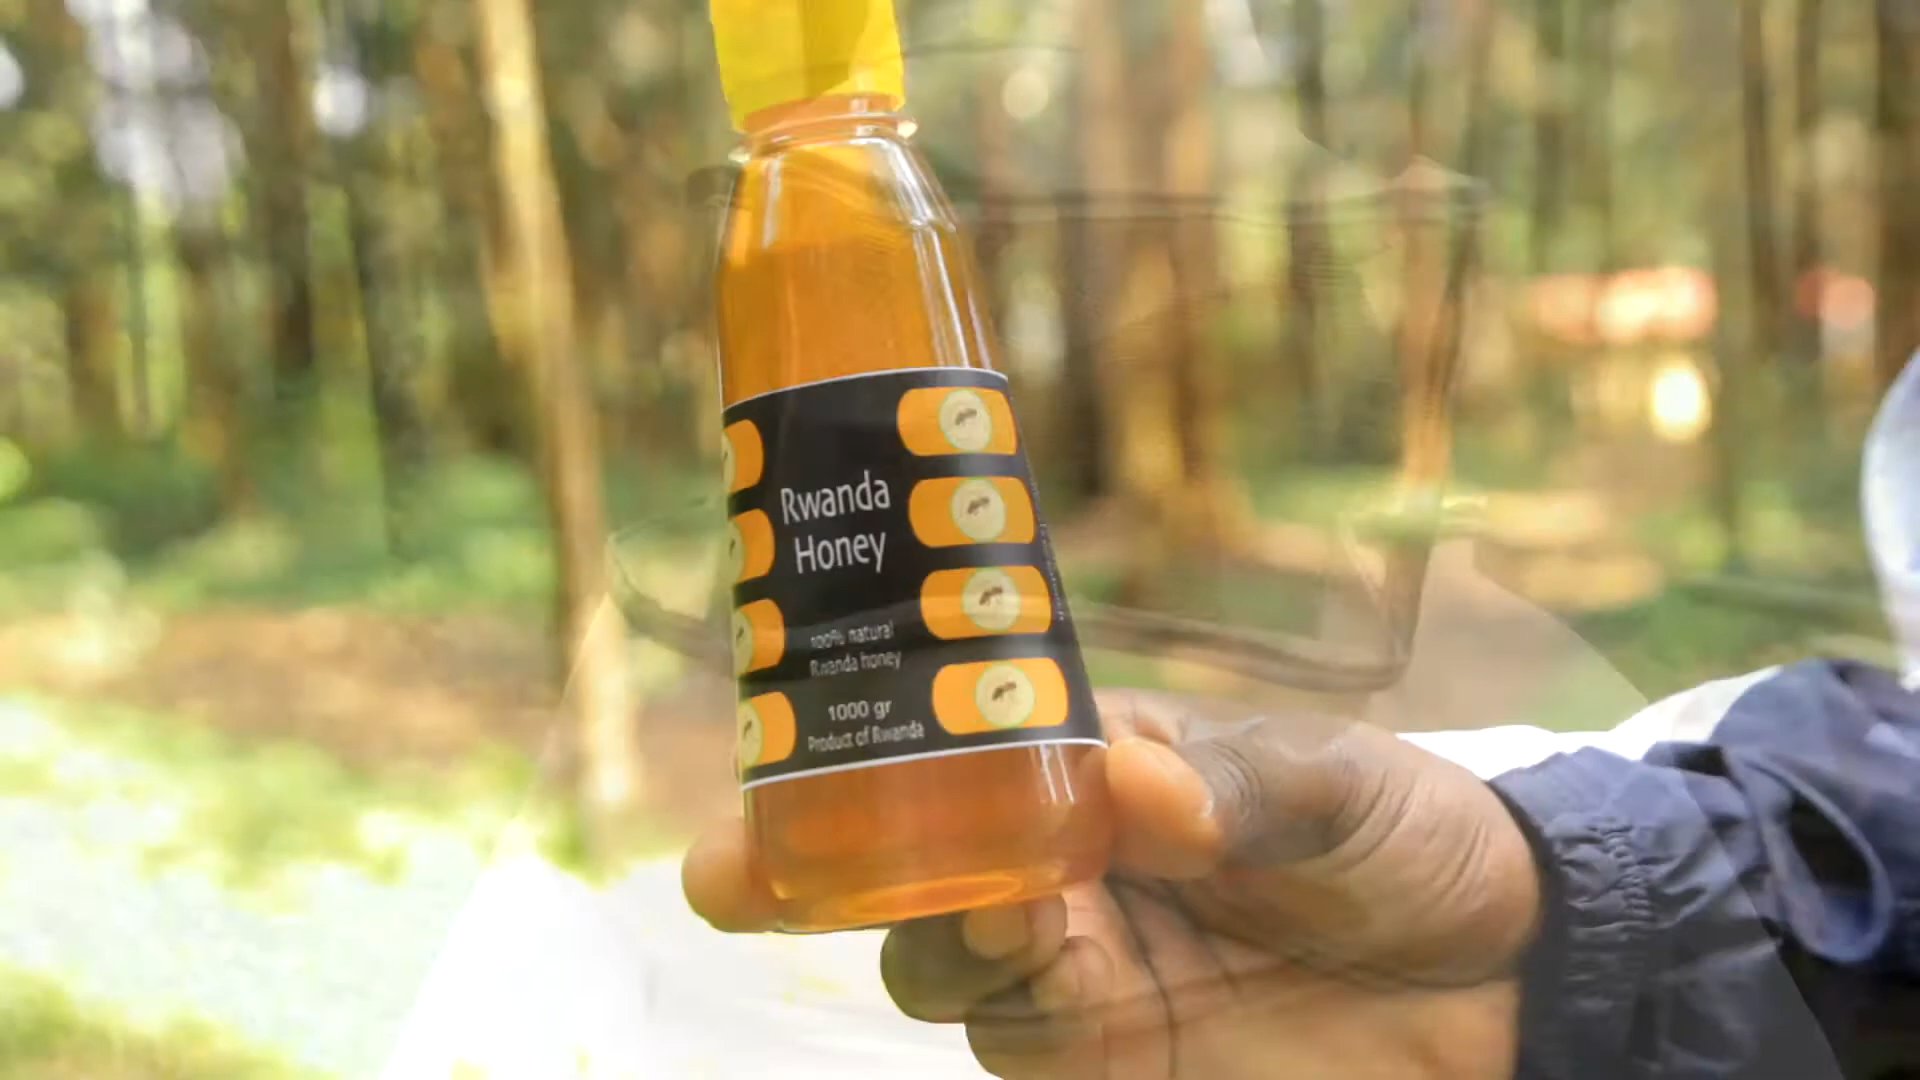 Rwanda
Honey
100% natural
Rwanda honey
1000 gr
Product of Rwanda